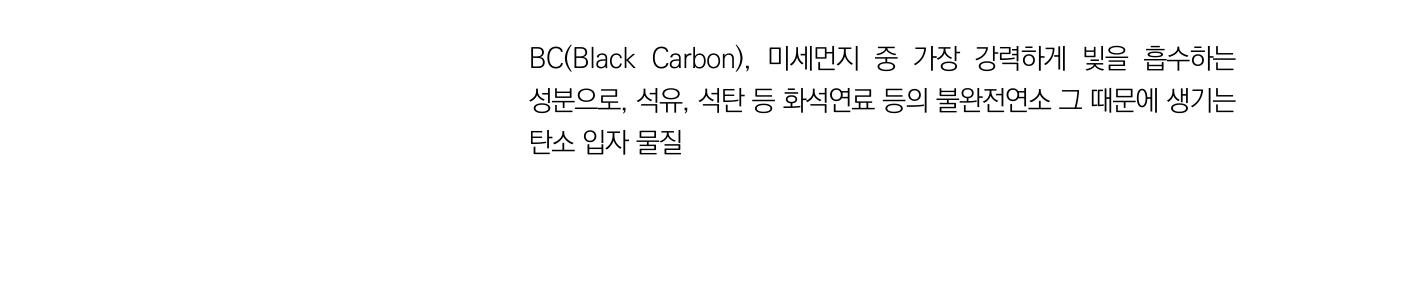 BC(Black Carbon), 미세먼지 중 가장 강력하게 빛을 흡수하는
성분으로, 석유, 석탄 등 화석연료 등의 불완전연소 그 때문에 생기는
탄소 입자 물질